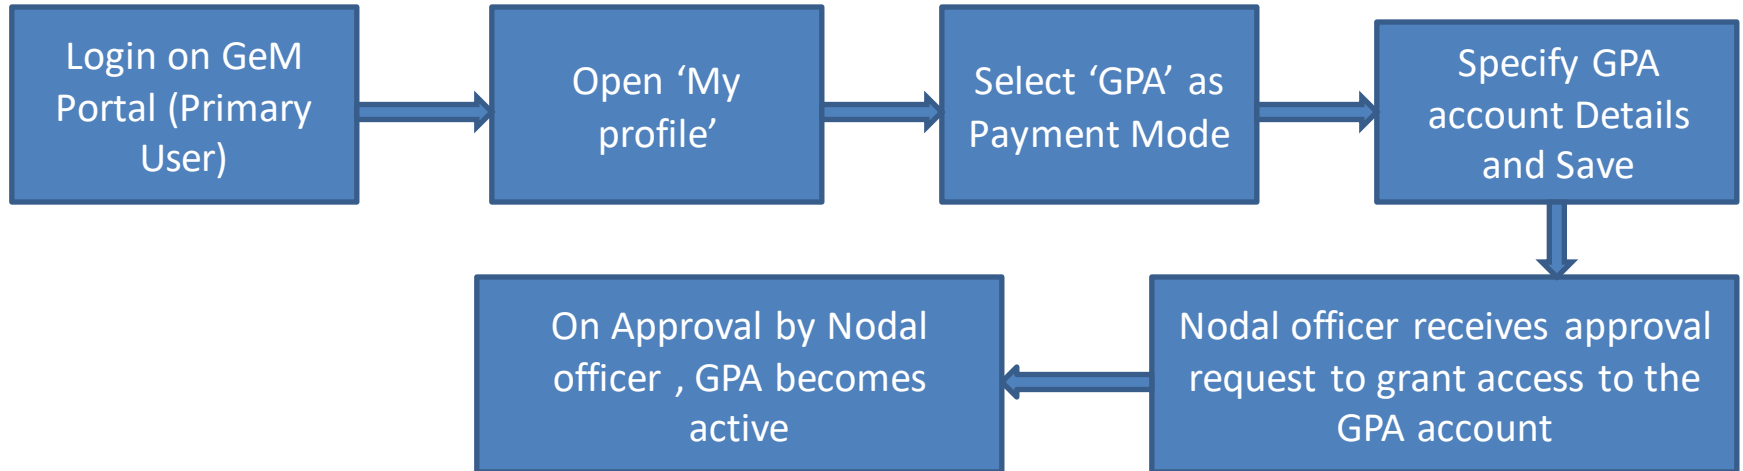 Login on GeM
Portal (Primary
User)
Open ‘My
profile’
Select ‘GPA’ as
Payment Mode
Specify GPA
account Details
and Save
Nodal officer receives approval
request to grant access to the
GPA account
On Approval by Nodal
officer , GPA becomes
active